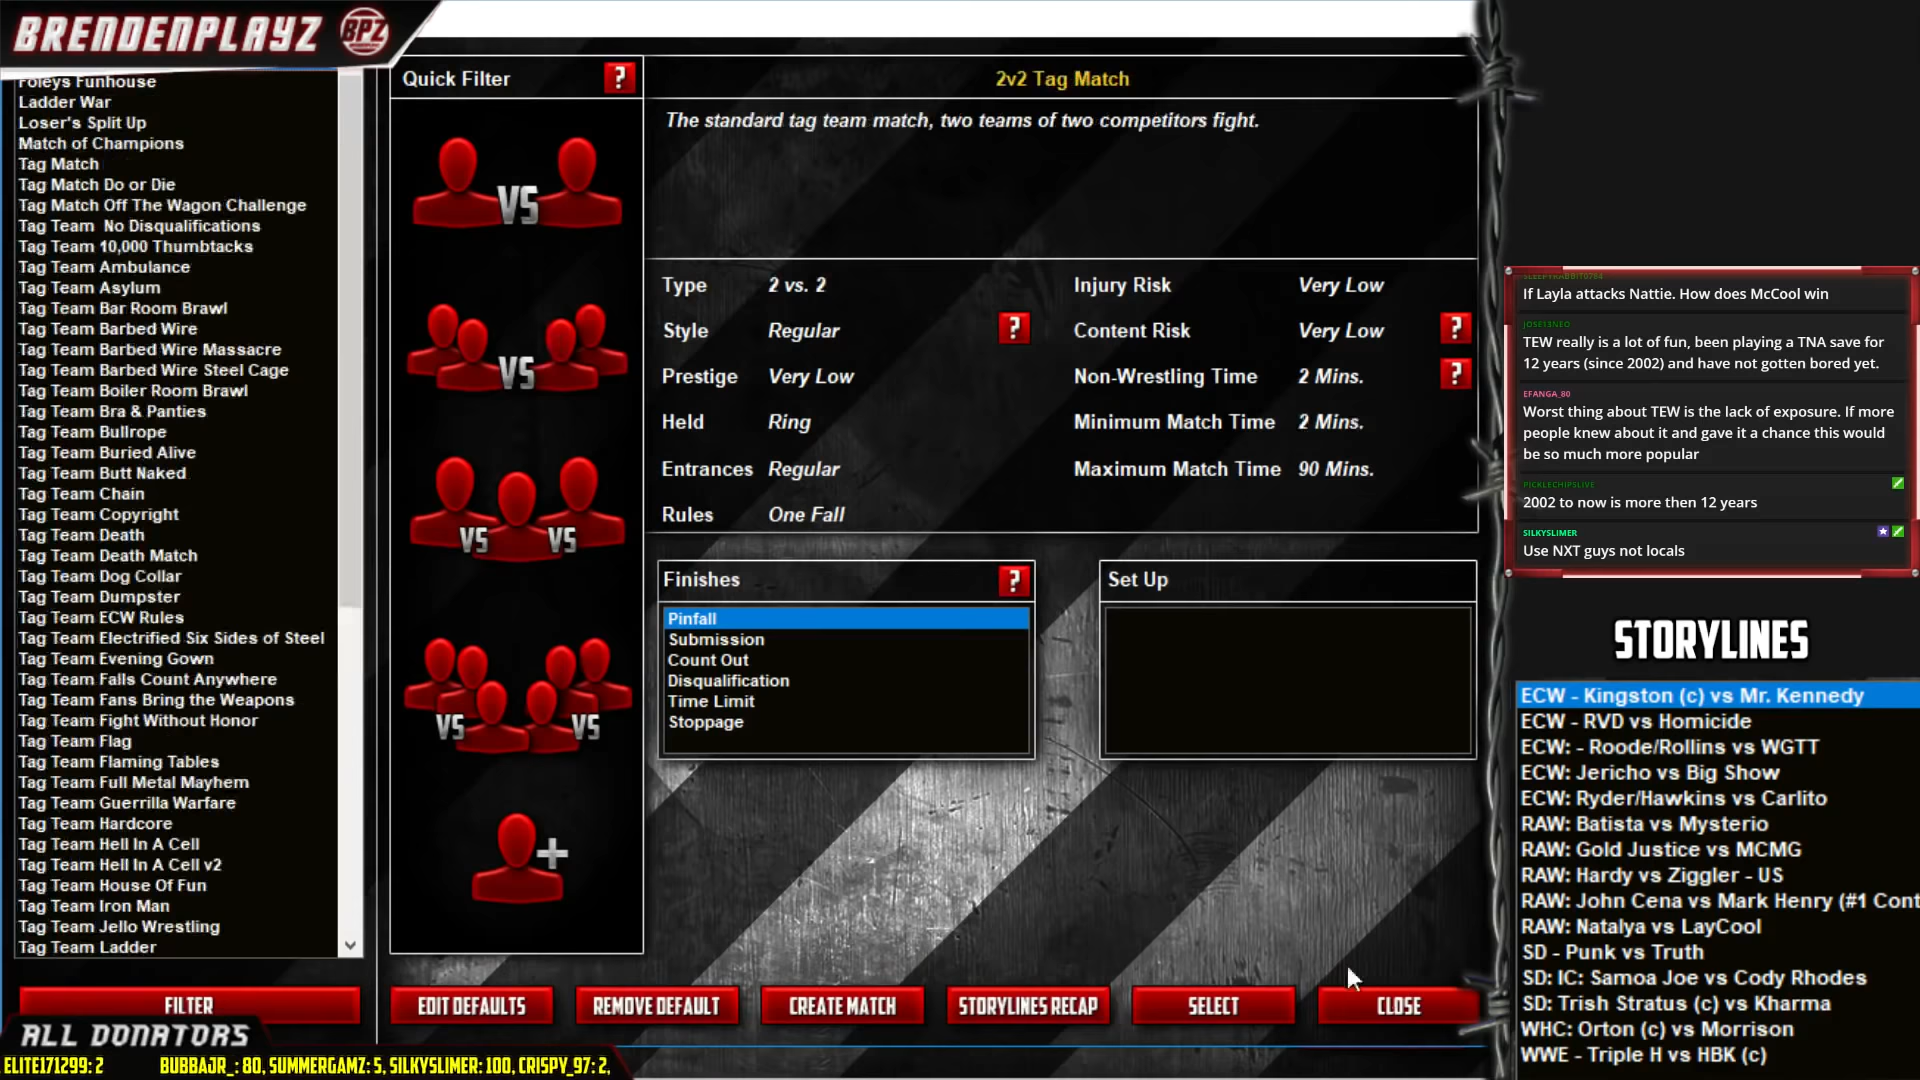 BRENDENPLAYZ
BPZ
Foleys Funhouse
Ladder War
Loser's Split Up
Match of Champions
Tag Match
Tag Match Do or Die
Tag Match Off The Wagon Challenge
Tag Team  No Disqualifications
Tag Team 10,000 Thumbtacks
Tag Team Ambulance
Tag Team Asylum
Tag Team Bar Room Brawl
Tag Team Barbed Wire
Tag Team Barbed Wire Massacre
Tag Team Barbed Wire Steel Cage
Tag Team Boiler Room Brawl
Tag Team Bra & Panties
Tag Team Bullrope
Tag Team Buried Alive
Tag Team Butt Naked
Tag Team Chain
Tag Team Copyright
Tag Team Death
Tag Team Death Match
Tag Team Dog Collar
Tag Team Dumpster
Tag Team ECW Rules
Tag Team Electrified Six Sides of Steel
Tag Team Evening Gown
Tag Team Falls Count Anywhere
Tag Team Fans Bring the Weapons
Tag Team Fight Without Honor
Tag Team Flag
Tag Team Flaming Tables
Tag Team Full Metal Mayhem
Tag Team Guerrilla Warfare
Tag Team Hardcore
Tag Team Hell In A Cell
Tag Team Hell In A Cell v2
Tag Team House Of Fun
Tag Team Iron Man
Tag Team Jello Wrestling
Tag Team Ladder
FILTER
Quick Filter ?
VS
VS
VS VS
VS VS
+
2v2 Tag Match
The standard tag team match, two teams of two competitors fight.
Type 2 vs. 2
Style Regular ?
Prestige Very Low
Held Ring
Entrances Regular
Rules One Fall
Injury Risk Very Low
Content Risk Very Low ?
Non-Wrestling Time 2 Mins. ?
Minimum Match Time 2 Mins.
Maximum Match Time 90 Mins.
Finishes ?
Pinfall
Submission
Count Out
Disqualification
Time Limit
Stoppage
Set Up
EDIT DEFAULTS
REMOVE DEFAULT
CREATE MATCH
STORYLINES RECAP
SELECT
CLOSE
SLEEPYRABBIT0784
If Layla attacks Nattie. How does McCool win
JOSE13NEO
TEW really is a lot of fun, been playing a TNA save for
12 years (since 2002) and have not gotten bored yet.
EFANGA_80
Worst thing about TEW is the lack of exposure. If more
people knew about it and gave it a chance this would
be so much more popular
PICKLECHIPSLIVE
2002 to now is more then 12 years
SILKYSLIMER
Use NXT guys not locals
STORYLINES
ECW - Kingston (c) vs Mr. Kennedy
ECW - RVD vs Homicide
ECW: - Roode/Rollins vs WGTT
ECW: Jericho vs Big Show
ECW: Ryder/Hawkins vs Carlito
RAW: Batista vs Mysterio
RAW: Gold Justice vs MCMG
RAW: Hardy vs Ziggler - US
RAW: John Cena vs Mark Henry (#1 Cont
RAW: Natalya vs LayCool
SD - Punk vs Truth
SD: IC: Samoa Joe vs Cody Rhodes
SD: Trish Stratus (c) vs Kharma
WHC: Orton (c) vs Morrison
WWE - Triple H vs HBK (c)
ALL DONATORS
ELITE171299: 2 BUBBAJR_: 80, SUMMERGAMZ: 5, SILKYSLIMER: 100, CRISPY_97: 2,